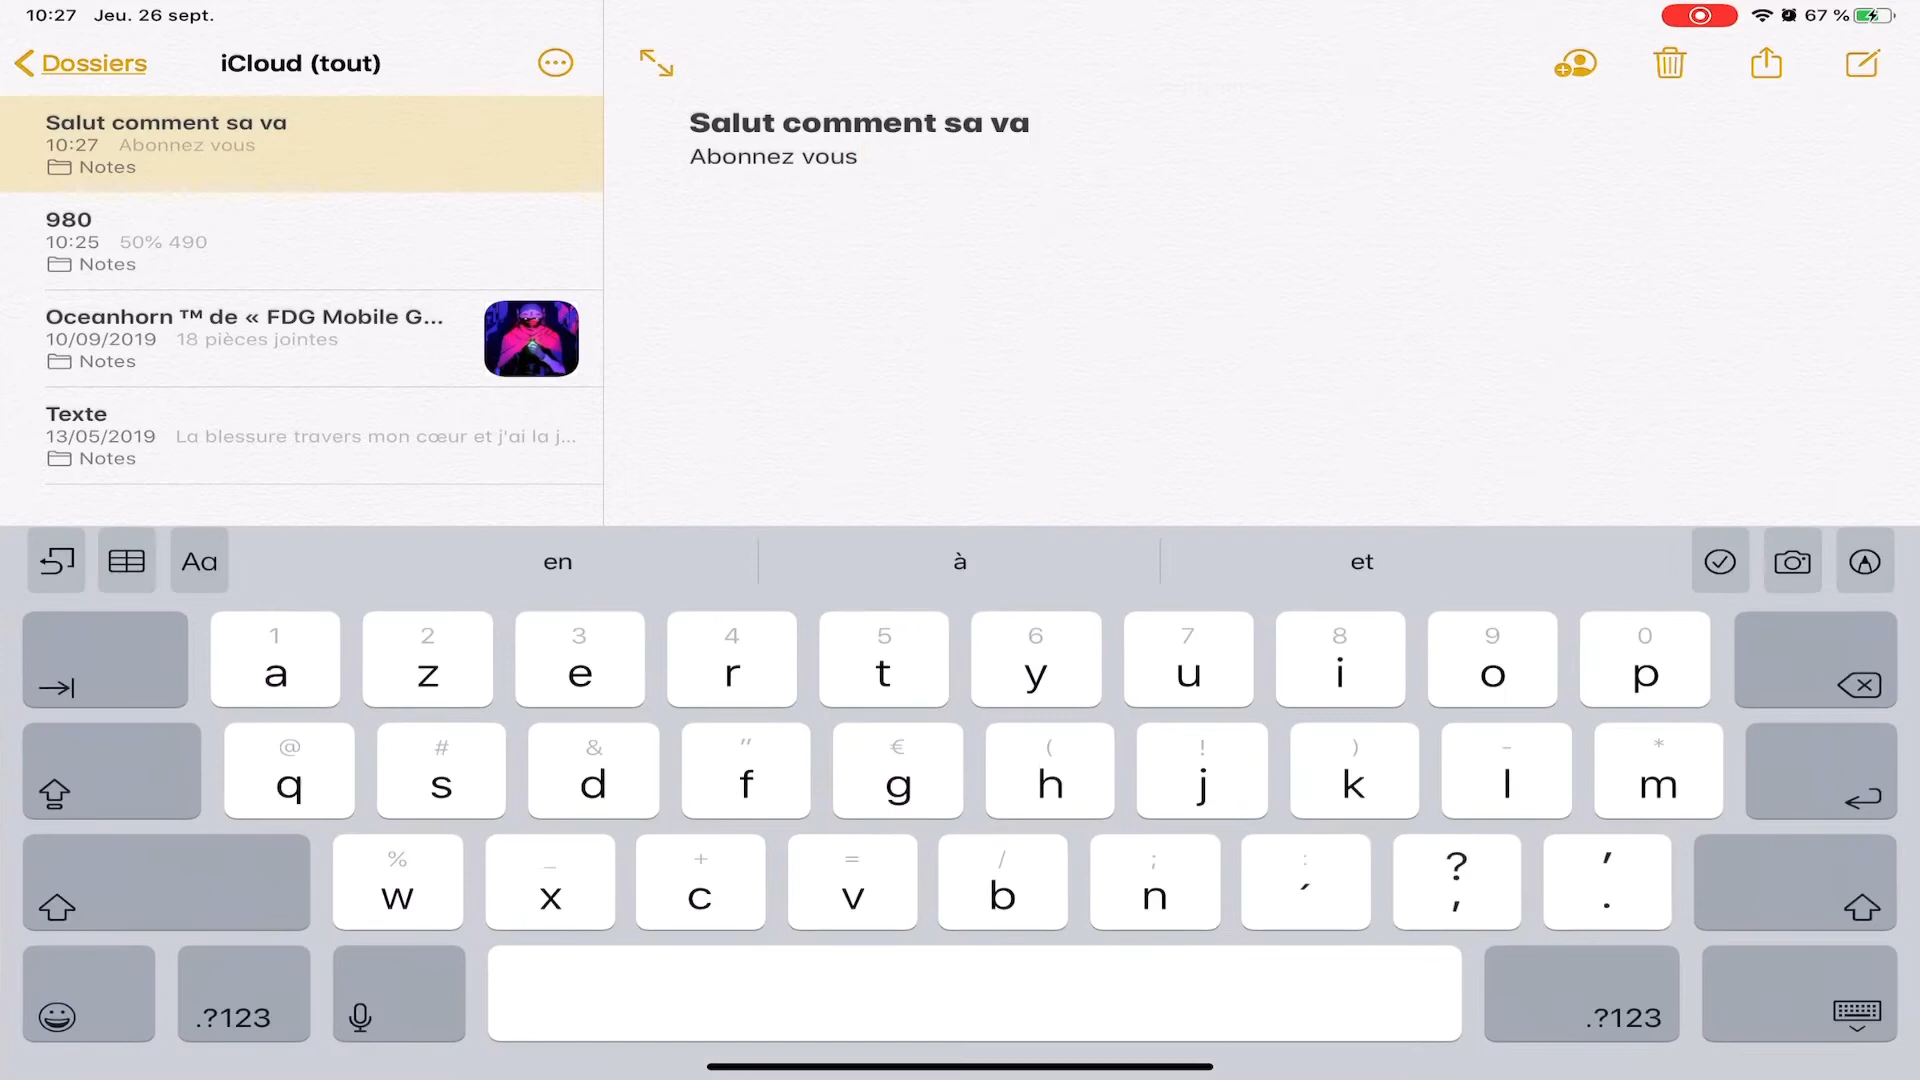 10:27 Jeu. 26 sept.
67 %
Dossiers
iCloud (tout)
Salut comment sa va
10:27 Abonnez vous
Notes
980
10:25 50% 490
Notes
Oceanhorn ™ de « FDG Mobile G...
10/09/2019 18 pièces jointes
Notes
Texte
13/05/2019 La blessure travers mon cœur et j'ai la j...
Notes
Salut comment sa va
Abonnez vous
Aa en à et
1 2 3 4 5 6 7 8 9 0
a z e r t y u i o p
@ # & " € ( ! ) - *
q s d f g h j k l m
% _ + = / ; : ? '
w x c v b n ´ , .
.?123 .?123